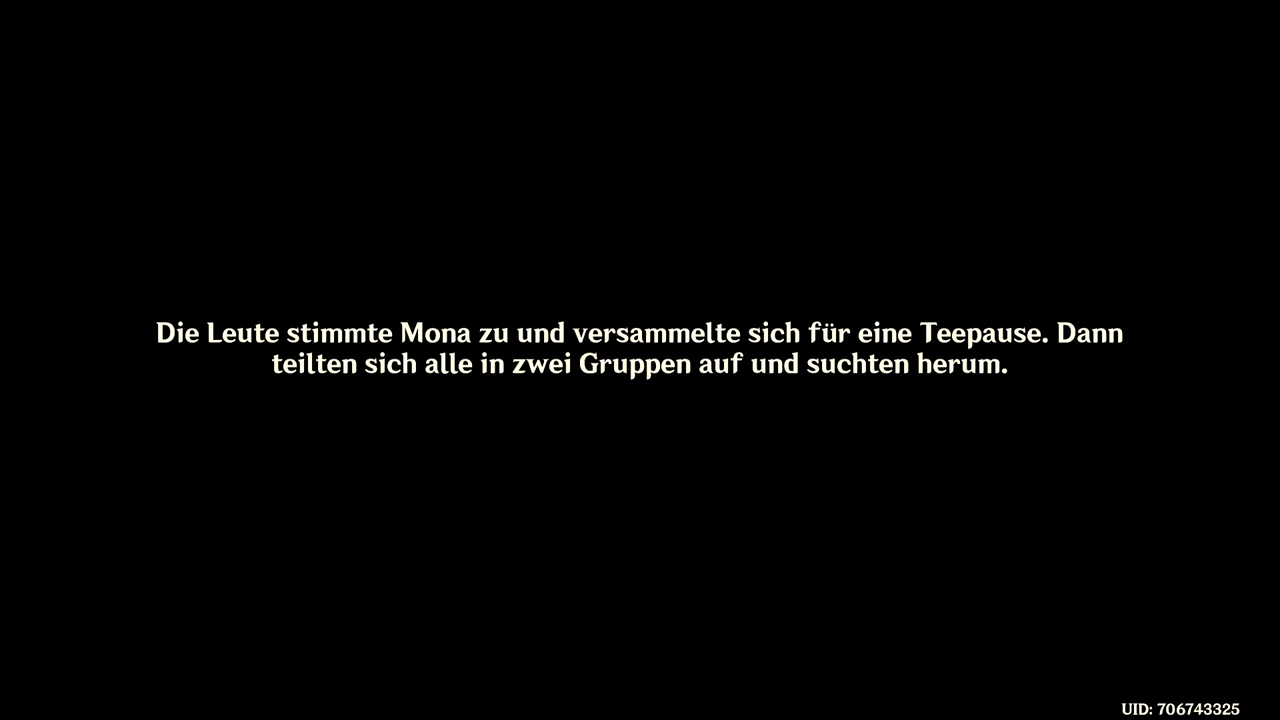 Die Leute stimmte Mona zu und versammelte sich für eine Teepause. Dann
teilten sich alle in zwei Gruppen auf und suchten herum.
UID: 706743325